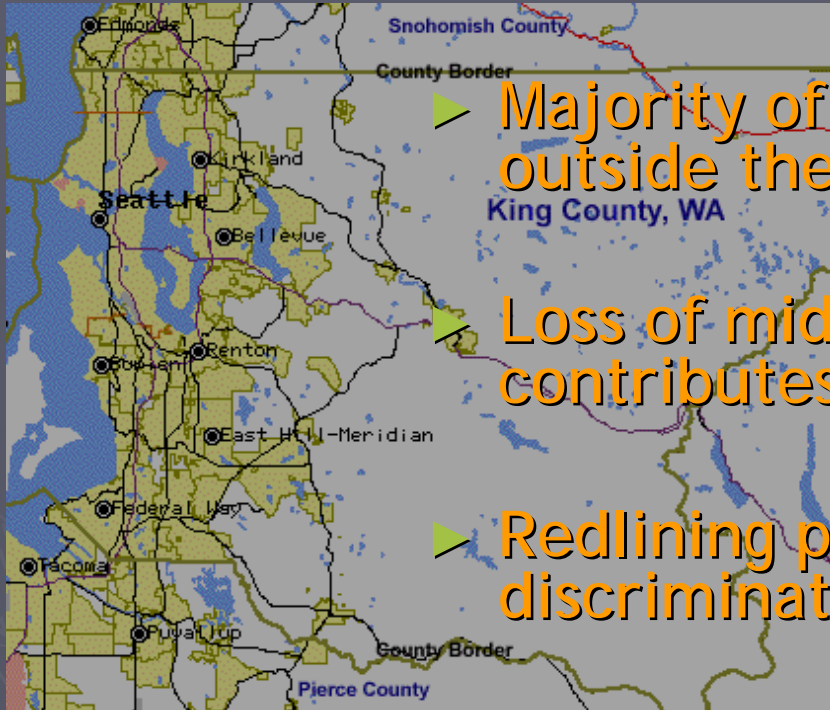 Edmonds
Snohomish County
County Border
Majority of
outside the
Kirkland
Seattle
King County, WA
Bellevue
Loss of mid
contributes
Renton
Burien
East Hill-Meridian
Federal Way
Redlining p
discriminat
Tacoma
Puyallup
County Border
Pierce County